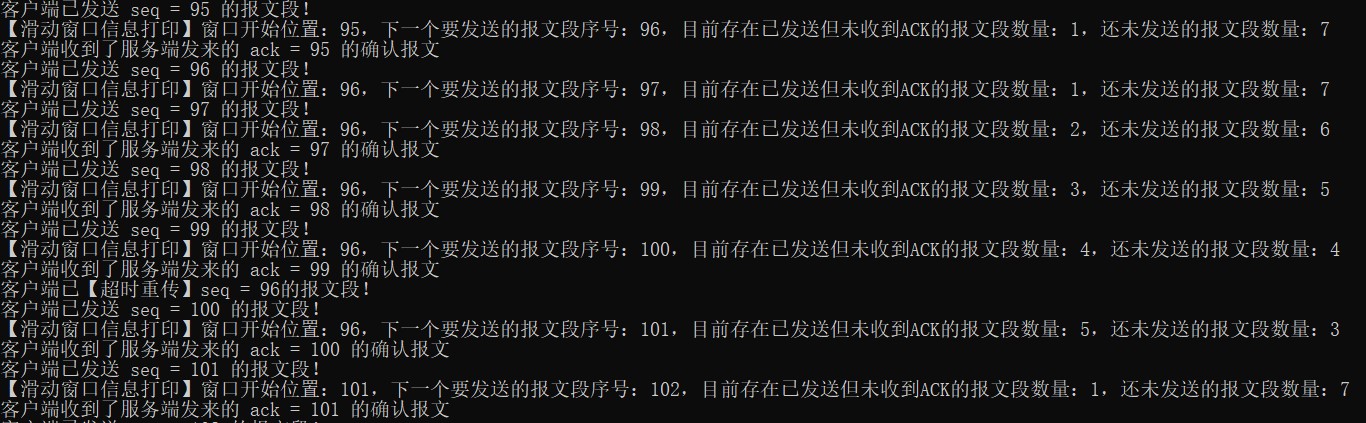 客户端已发送 seq = 95 的报文段!
【滑动窗口信息打印】窗口开始位置: 95, 下一个要发送的报文段序号: 96, 目前存在已发送但未收到ACK的报文段数量: 1, 还未发送的报文段数量: 7
客户端收到了服务端发来的 ack = 95 的确认报文
客户端已发送 seq = 96 的报文段!
【滑动窗口信息打印】窗口开始位置: 96, 下一个要发送的报文段序号: 97, 目前存在已发送但未收到ACK的报文段数量: 1, 还未发送的报文段数量: 7
客户端已发送 seq = 97 的报文段!
【滑动窗口信息打印】窗口开始位置: 96, 下一个要发送的报文段序号: 98, 目前存在已发送但未收到ACK的报文段数量: 2, 还未发送的报文段数量: 6
客户端收到了服务端发来的 ack = 97 的确认报文
客户端已发送 seq = 98 的报文段!
【滑动窗口信息打印】窗口开始位置: 96, 下一个要发送的报文段序号: 99, 目前存在已发送但未收到ACK的报文段数量: 3, 还未发送的报文段数量: 5
客户端收到了服务端发来的 ack = 98 的确认报文
客户端已发送 seq = 99 的报文段!
【滑动窗口信息打印】窗口开始位置: 96, 下一个要发送的报文段序号: 100, 目前存在已发送但未收到ACK的报文段数量: 4, 还未发送的报文段数量: 4
客户端收到了服务端发来的 ack = 99 的确认报文
客户端已【超时重传】seq = 96的报文段!
客户端已发送 seq = 100 的报文段!
【滑动窗口信息打印】窗口开始位置: 96, 下一个要发送的报文段序号: 101, 目前存在已发送但未收到ACK的报文段数量: 5, 还未发送的报文段数量: 3
客户端收到了服务端发来的 ack = 100 的确认报文
客户端已发送 seq = 101 的报文段!
【滑动窗口信息打印】窗口开始位置: 101, 下一个要发送的报文段序号: 102, 目前存在已发送但未收到ACK的报文段数量: 1, 还未发送的报文段数量: 7
客户端收到了服务端发来的 ack = 101 的确认报文